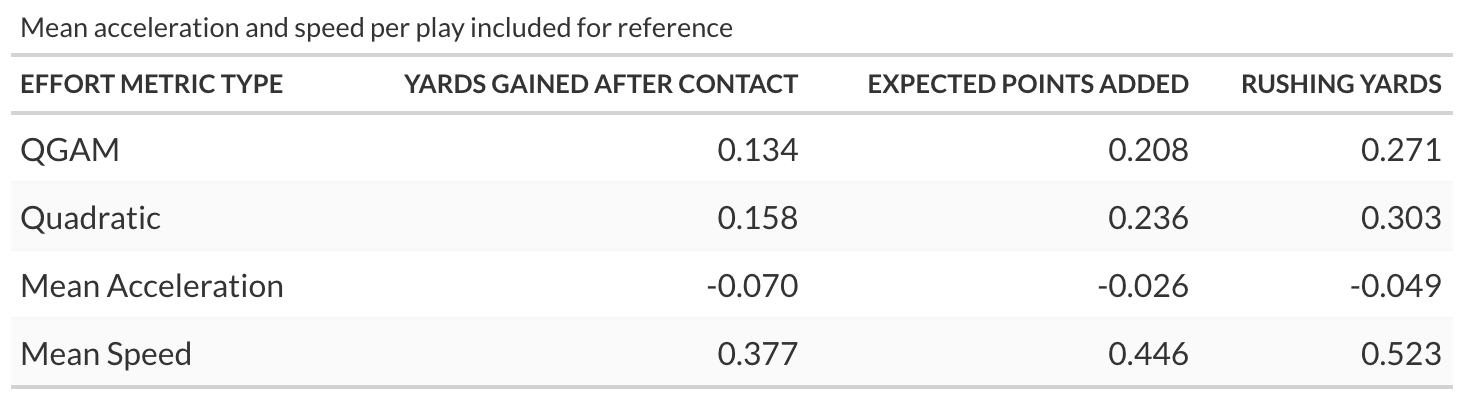 Mean acceleration and speed per play included for reference
EFFORT METRIC TYPE YARDS GAINED AFTER CONTACT EXPECTED POINTS ADDED RUSHING YARDS
QGAM 0.134 0.208 0.271
Quadratic 0.158 0.236 0.303
Mean Acceleration -0.070 -0.026 -0.049
Mean Speed 0.377 0.446 0.523